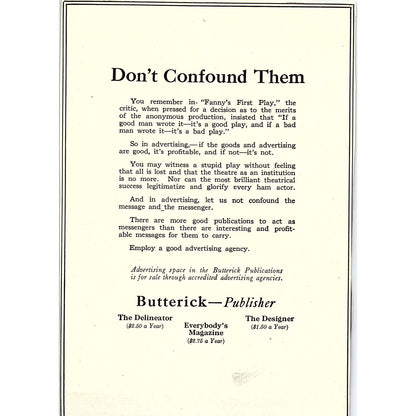 Don't Confound Them
You remember in "Fanny's First Play," the
critic, when pressed for a decision as to the merits
of the anonymous production, insisted that "If a
good man wrote it—it's a good play, and if a bad
man wrote it—it's a bad play."
So in advertising,—if the goods and advertising
are good, it's profitable, and if not—it's not.
You may witness a stupid play without feeling
that all is lost and that the theatre as an institution
is no more. Nor can the most brilliant theatrical
success legitimatize and glorify every ham actor.
And in advertising, let us not confound the
message and the messenger.
There are more good publications to act as
messengers than there are interesting and profit-
able messages for them to carry.
Employ a good advertising agency.
Advertising space in the Butterick Publications
is for sale through accredited advertising agencies.
Butterick—Publisher
The Delineator
($2.50 a Year)
Everybody's
Magazine
($2.75 a Year)
The Designer
($1.50 a Year)